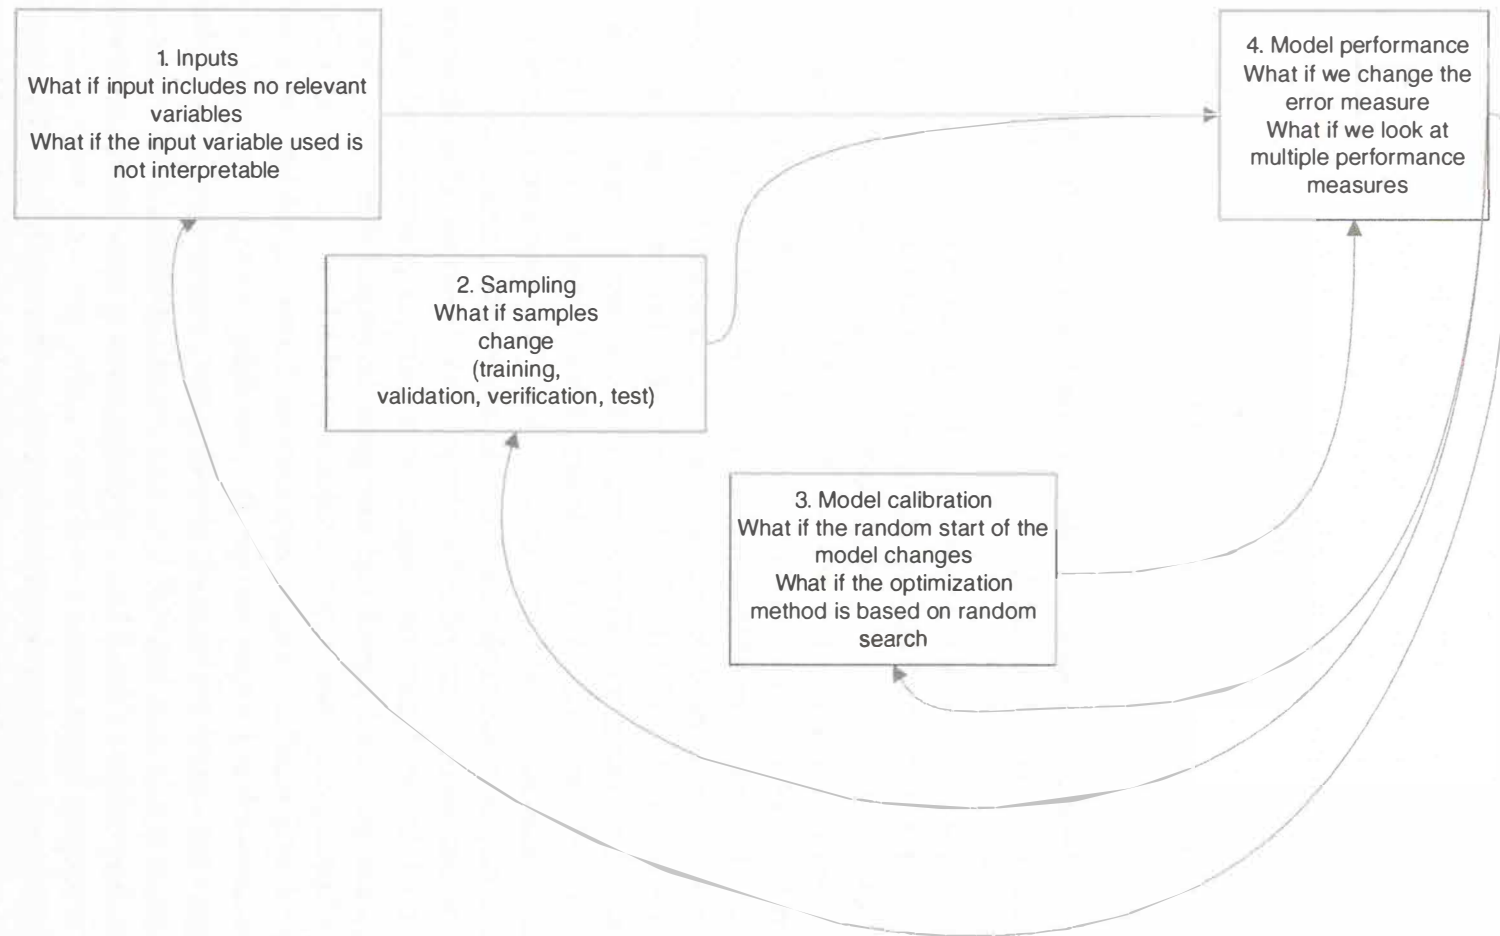 1. Inputs
What if input includes no relevant
variables
What if the input variable used is
not interpretable
2. Sampling
What if samples
change
(training,
validation, verification, test)
3. Model calibration
What if the random start of the
model changes
What if the optimization
method is based on random
search
4. Model performance
What if we change the
error measure
What if we look at
multiple performance
measures